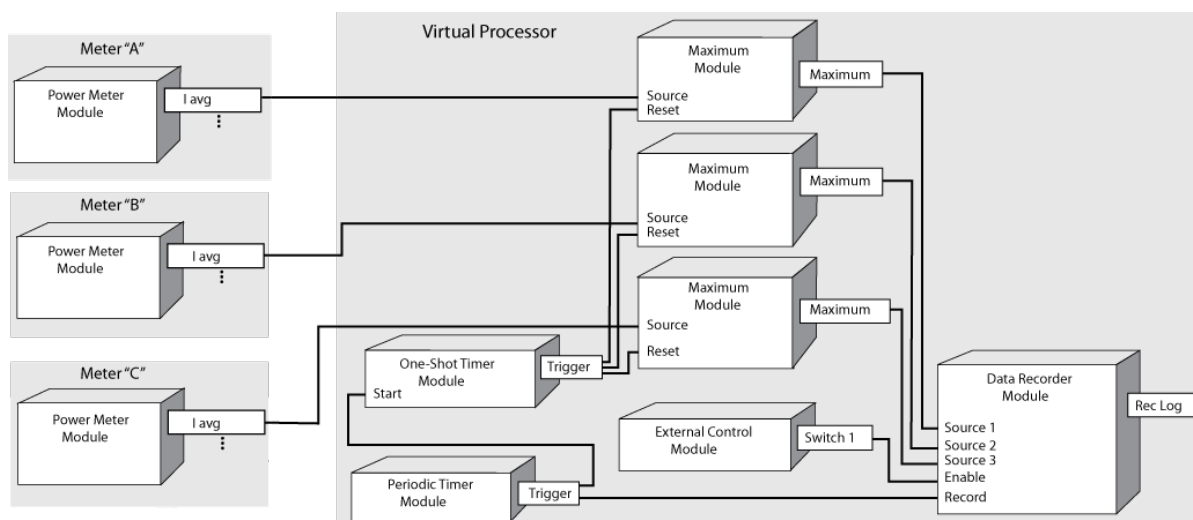 Virtual Processor
Meter "A"
Power Meter
Module
I avg
Meter "B"
Power Meter
Module
I avg
Meter "C"
Power Meter
Module
I avg
Maximum
Module
Source
Reset
Maximum
Maximum
Module
Source
Reset
Maximum
Maximum
Module
Source
Reset
Maximum
One-Shot Timer
Module
Start
Trigger
External Control
Module
Switch 1
Periodic Timer
Module
Trigger
Data Recorder
Module
Source 1
Source 2
Source 3
Enable
Record
Rec Log